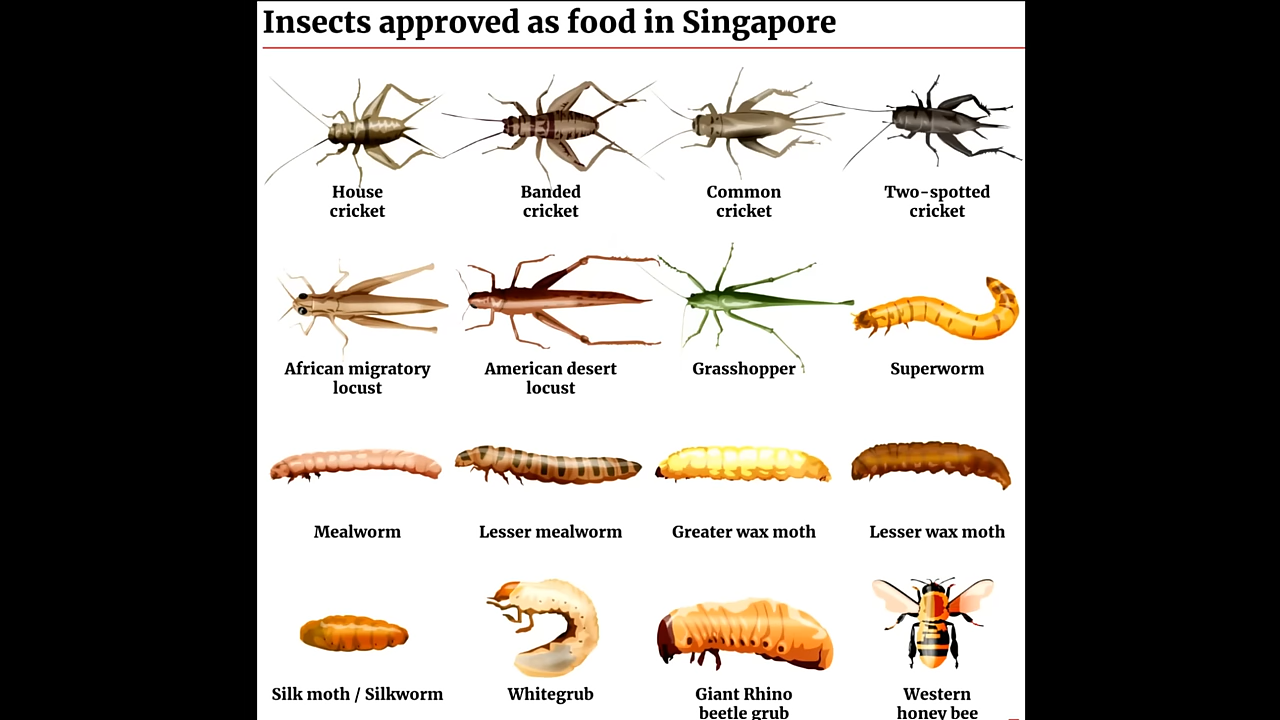 Insects approved as food in Singapore
House
cricket
Banded
cricket
Common
cricket
Two-spotted
cricket
African migratory
locust
American desert
locust
Grasshopper
Superworm
Mealworm
Lesser mealworm
Greater wax moth
Lesser wax moth
Silk moth / Silkworm
Whitegrub
Giant Rhino
beetle grub
Western
honey bee